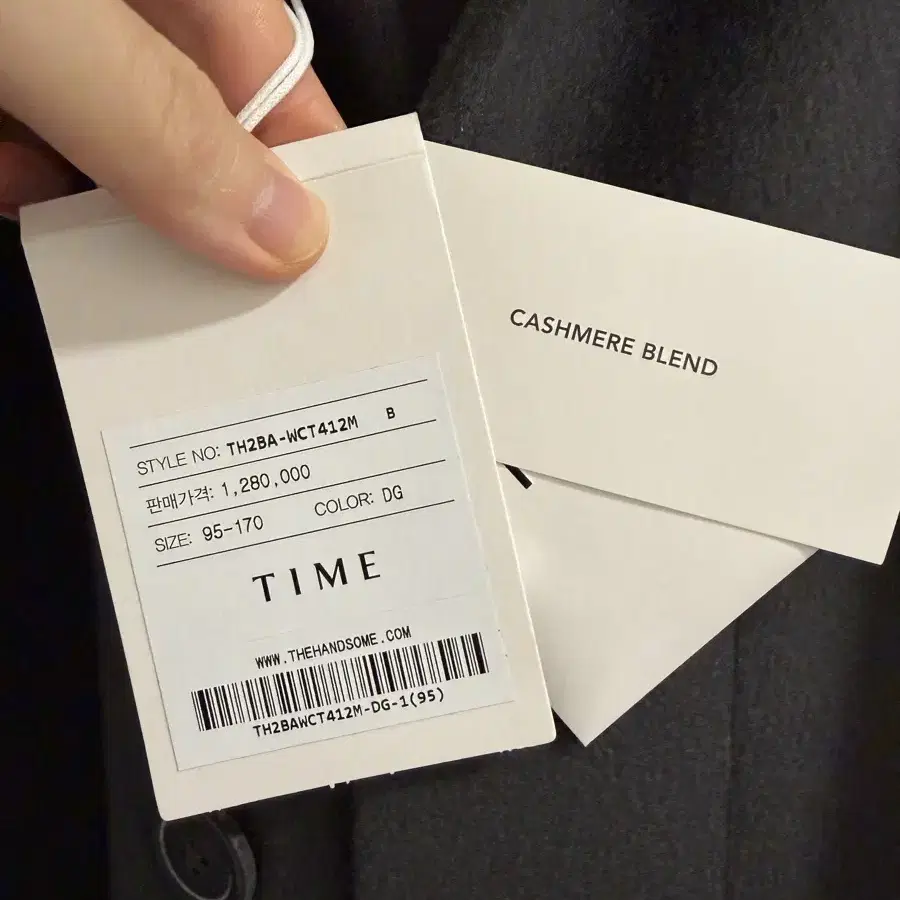 STYLE NO: TH2BA-WCT412M B
판매가격: 1,280,000
SIZE: 95-170 COLOR: DG
TIME
WWW.THEHANDSOME.COM
TH2BAWCT412M-DG-1(95)
CASHMERE BLEND